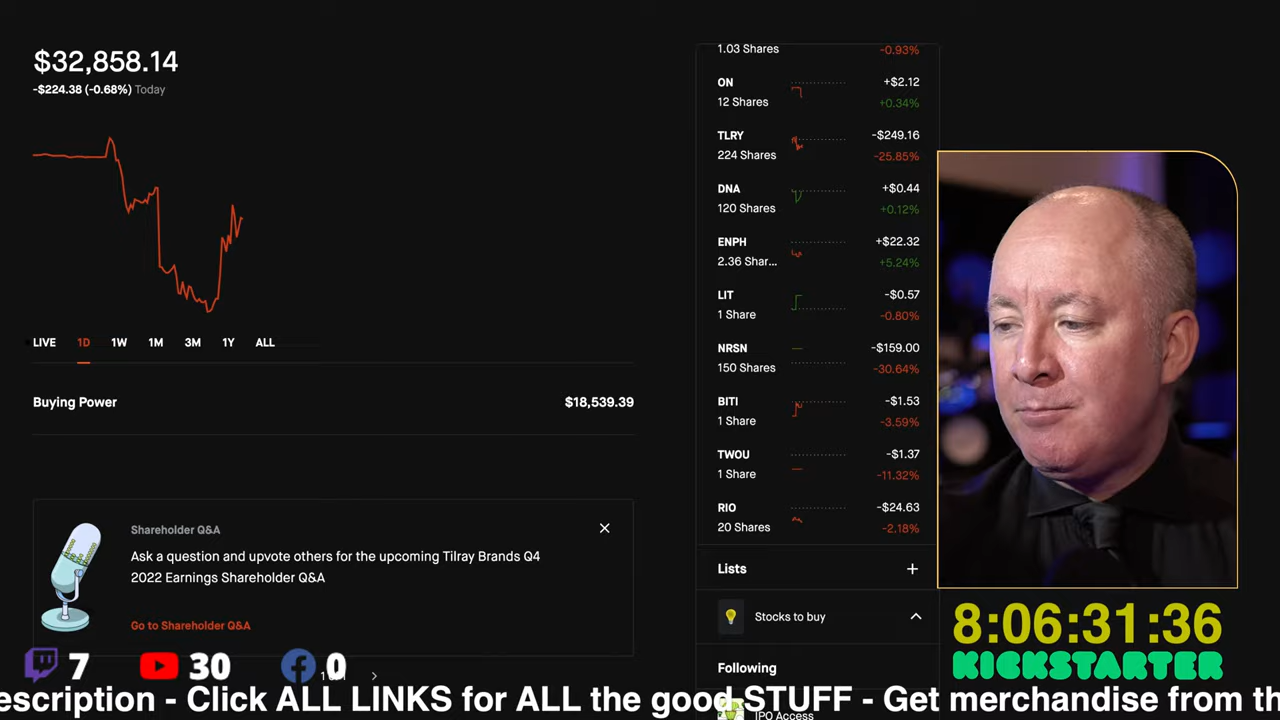 $32,858.14
-$224.38 (-0.68%) Today
LIVE 1D 1W 1M 3M 1Y ALL
Buying Power $18,539.39
Shareholder Q&A
Ask a question and upvote others for the upcoming Tilray Brands Q4
2022 Earnings Shareholder Q&A
Go to Shareholder Q&A
1.03 Shares -0.93%
ON +$2.12
12 Shares +0.34%
TLRY -$249.16
224 Shares -25.85%
DNA +$0.44
120 Shares +0.12%
ENPH +$22.32
2.36 Shar... +5.24%
LIT -$0.57
1 Share -0.80%
NRSN -$159.00
150 Shares -30.64%
BITI -$1.53
1 Share -3.59%
TWOU -$1.37
1 Share -11.32%
RIO -$24.63
20 Shares -2.18%
Lists +
Stocks to buy
Following
IPO Access
8:06:31:36
KICKSTARTER
7 30 0
escription - Click ALL LINKS for ALL the good STUFF - Get merchandise from th